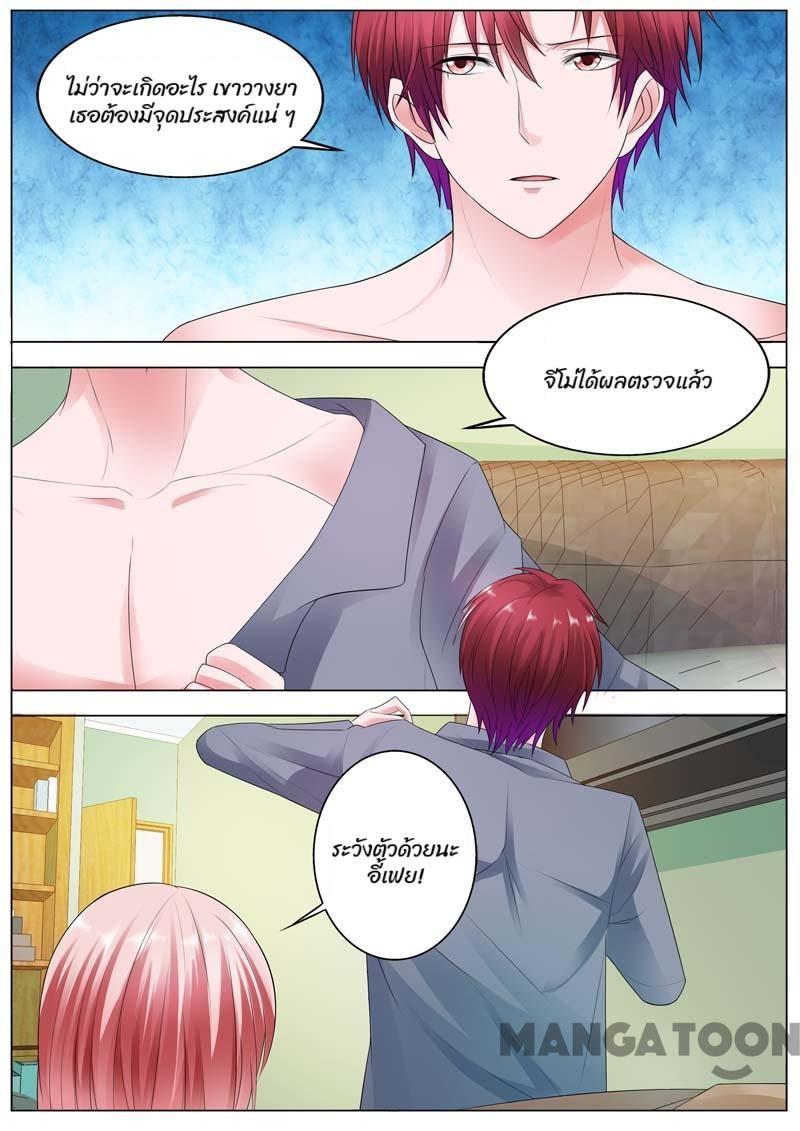 ไม่ว่าจะเกิดอะไร เขาวางยา
เธอต้องมีจุดประสงค์แน่ ๆ
จีโม่ได้ผลตรวจแล้ว
ระวังตัวด้วยนะ
อี้เฟย!
MANGATOON